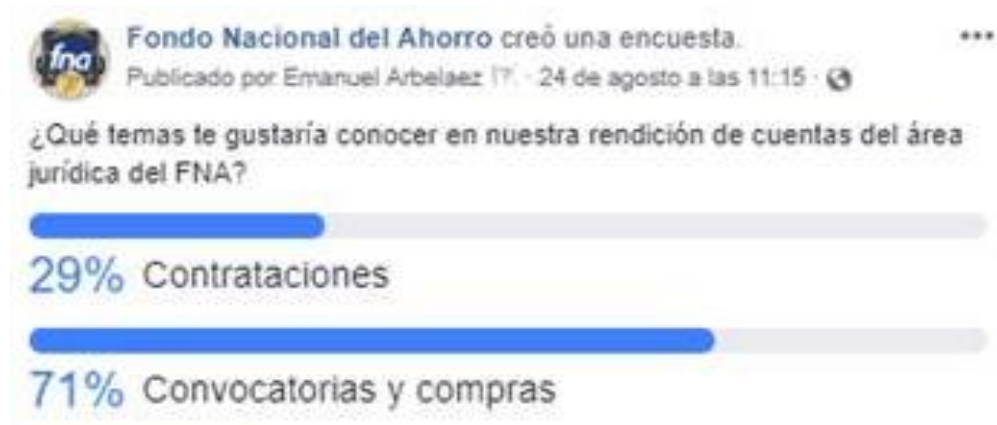 fna
Fondo Nacional del Ahorro creó una encuesta.
Publicado por Emanuel Arbelaez · 24 de agosto a las 11:15 ·
¿Qué temas te gustaría conocer en nuestra rendición de cuentas del área
jurídica del FNA?
29% Contrataciones
71% Convocatorias y compras